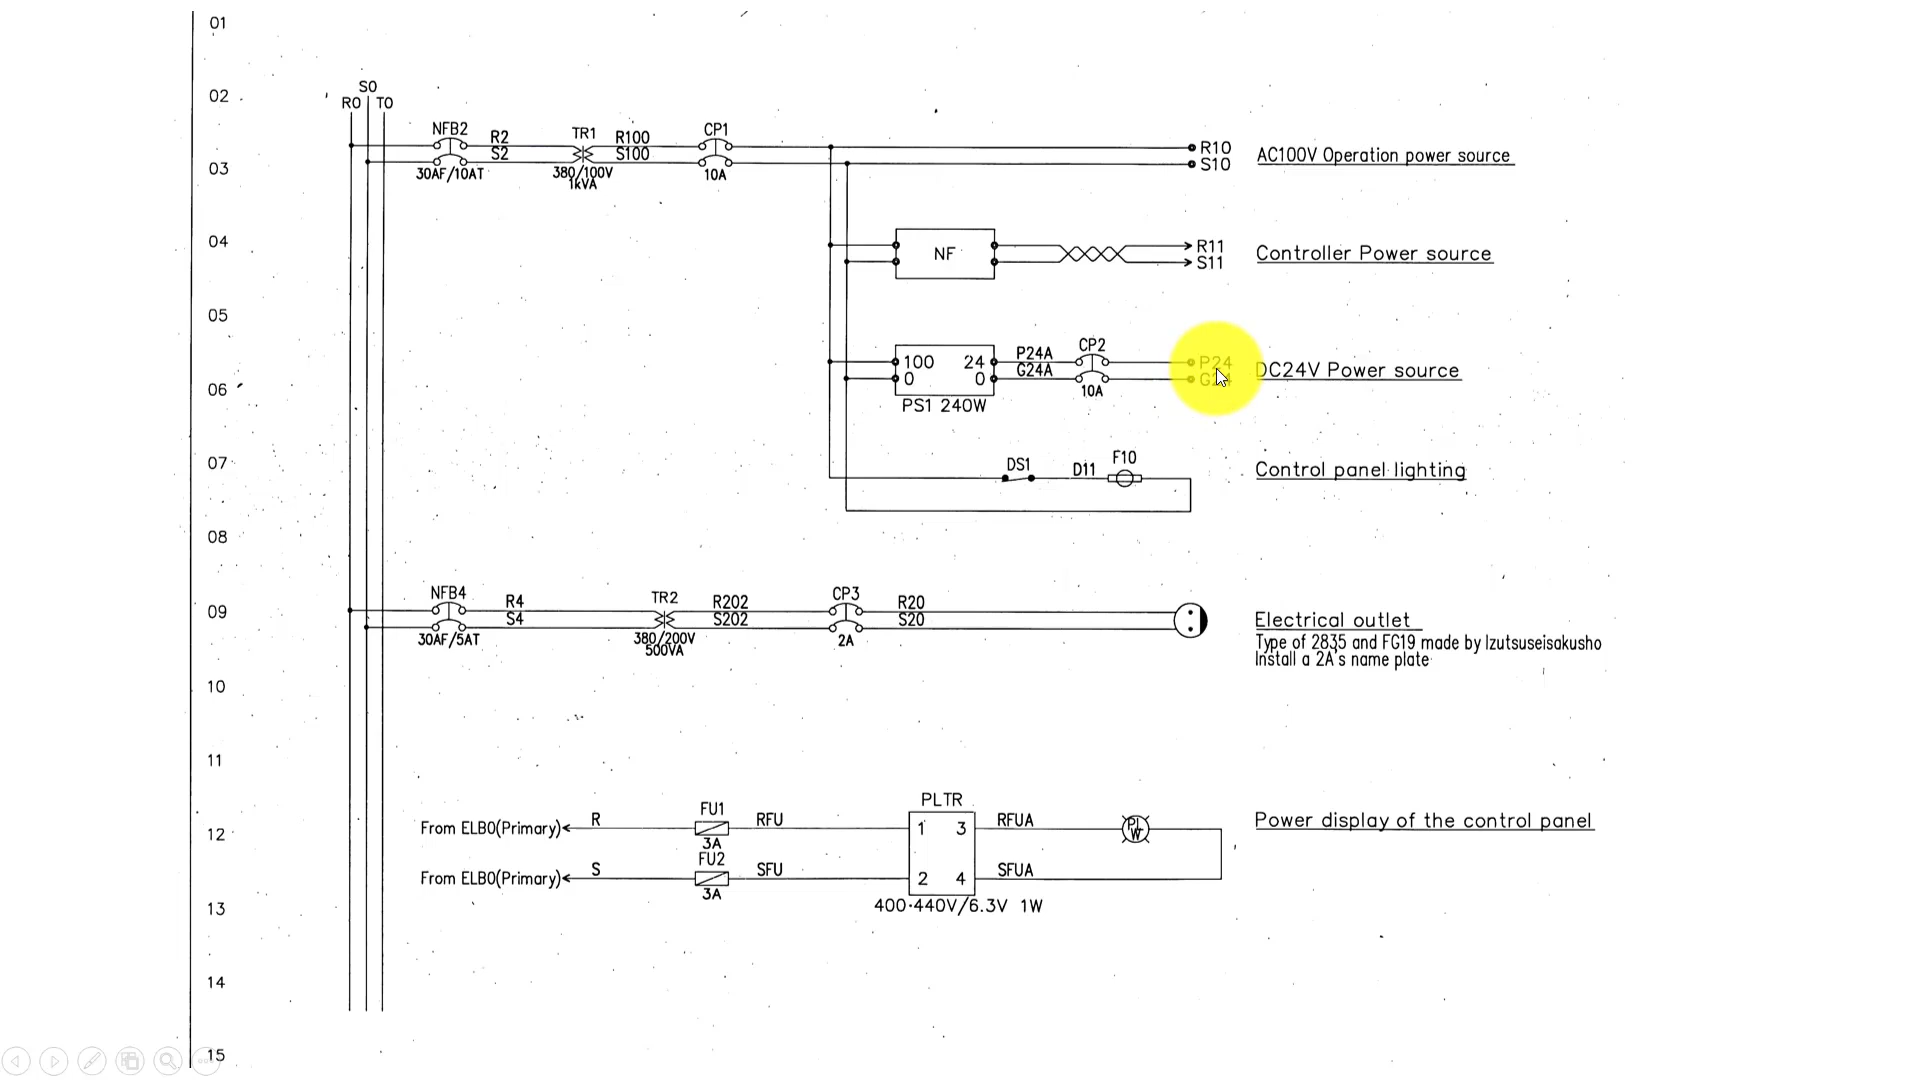 01
02
S0
R0 T0
NFB2 R2 TR1 R100 CP1 R10
S2 S100 S10 AC100V Operation power source
03 30AF/10AT 380/100V 10A
1kVA
04 NF R11 Controller Power source
S11
05
P24A CP2
100 24 G24A P24 DC24V Power source
0 0
06 10A
PS1 240W
07 DS1 D11 F10 Control panel lighting
08
NFB4 R4 TR2 R202 CP3 R20
09 S4 S202 S20 Electrical outlet
30AF/5AT 380/200V 2A Type of 2835 and FG19 made by Izutsuseisakusho
500VA Install a 2A's name plate
10
11
PLTR
FU1
12 From ELB0(Primary) R RFU 1 3 RFUA PL Power display of the control panel
W
3A
FU2
From ELB0(Primary) S SFU 2 4 SFUA
3A
13 400·440V/6.3V 1W
14
15